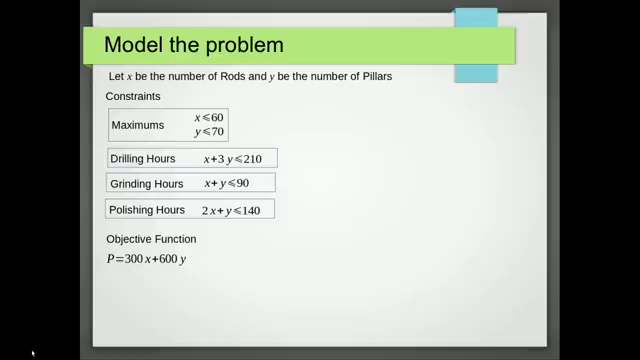 Model the problem
Let x be the number of Rods and y be the number of Pillars
Constraints
Maximums x⩽60
y⩽70
Drilling Hours x+3 y⩽210
Grinding Hours x+y⩽90
Polishing Hours 2 x+y⩽140
Objective Function
P=300 x+600 y